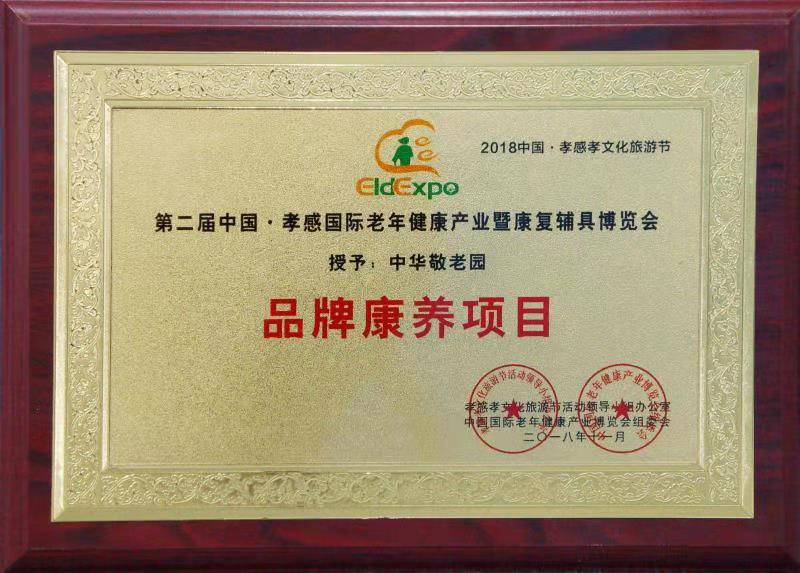 2018中国·孝感孝文化旅游节
EldExpo
第二届中国·孝感国际老年健康产业暨康复辅具博览会
授予：中华敬老园
品牌康养项目
孝感孝文化旅游节活动领导小组办公室
中国国际老年健康产业博览会组委会
二〇一八年十一月